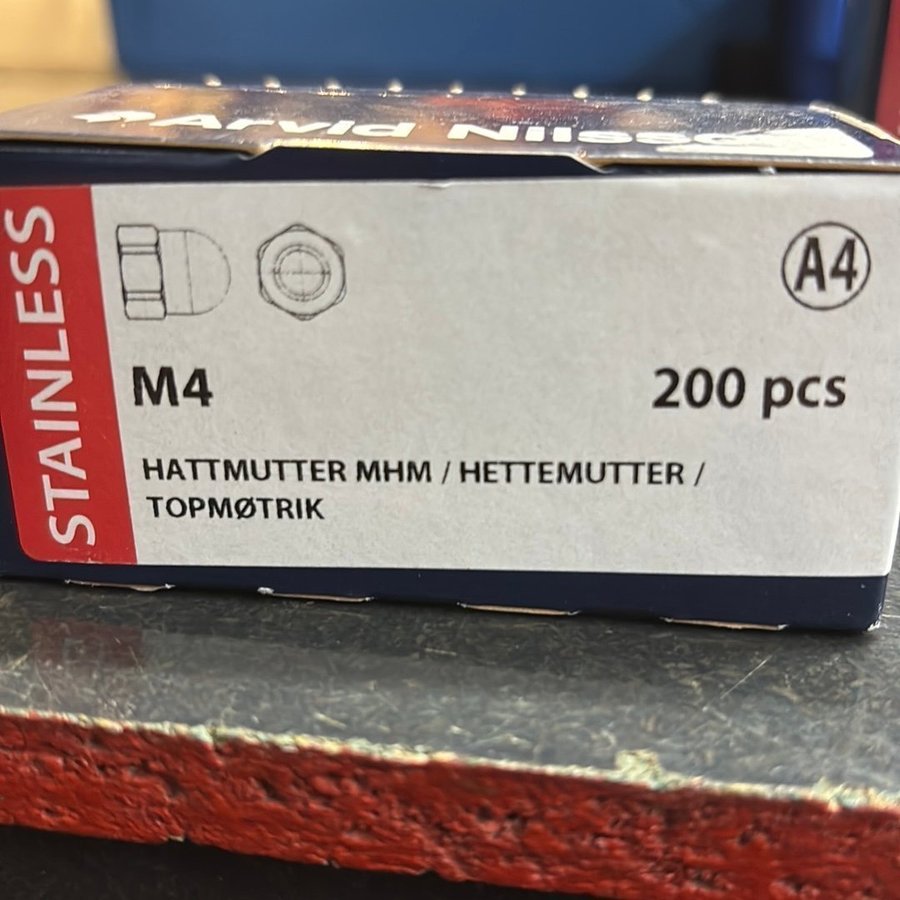 Arvid Nilsson
STAINLESS
A4
M4
200 pcs
HATTMUTTER MHM / HETTEMUTTER /
TOPMØTRIK